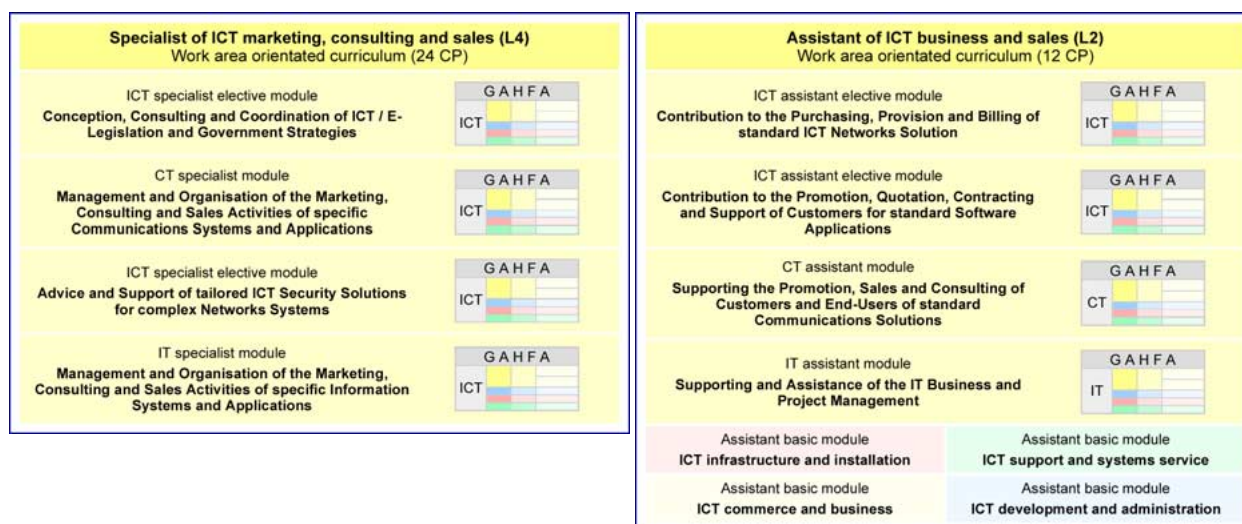 Specialist of ICT marketing, consulting and sales (L4)
Work area orientated curriculum (24 CP)
ICT specialist elective module
Conception, Consulting and Coordination of ICT / E-
Legislation and Government Strategies
G A H F A
ICT
CT specialist module
Management and Organisation of the Marketing,
Consulting and Sales Activities of specific
Communications Systems and Applications
G A H F A
ICT
ICT specialist elective module
Advice and Support of tailored ICT Security Solutions
for complex Networks Systems
G A H F A
ICT
IT specialist module
Management and Organisation of the Marketing,
Consulting and Sales Activities of specific Information
Systems and Applications
G A H F A
ICT
Assistant of ICT business and sales (L2)
Work area orientated curriculum (12 CP)
ICT assistant elective module
Contribution to the Purchasing, Provision and Billing of
standard ICT Networks Solution
G A H F A
ICT
ICT assistant elective module
Contribution to the Promotion, Quotation, Contracting
and Support of Customers for standard Software
Applications
G A H F A
ICT
CT assistant module
Supporting the Promotion, Sales and Consulting of
Customers and End-Users of standard
Communications Solutions
G A H F A
CT
IT assistant module
Supporting and Assistance of the IT Business and
Project Management
G A H F A
IT
Assistant basic module
ICT infrastructure and installation
Assistant basic module
ICT support and systems service
Assistant basic module
ICT commerce and business
Assistant basic module
ICT development and administration